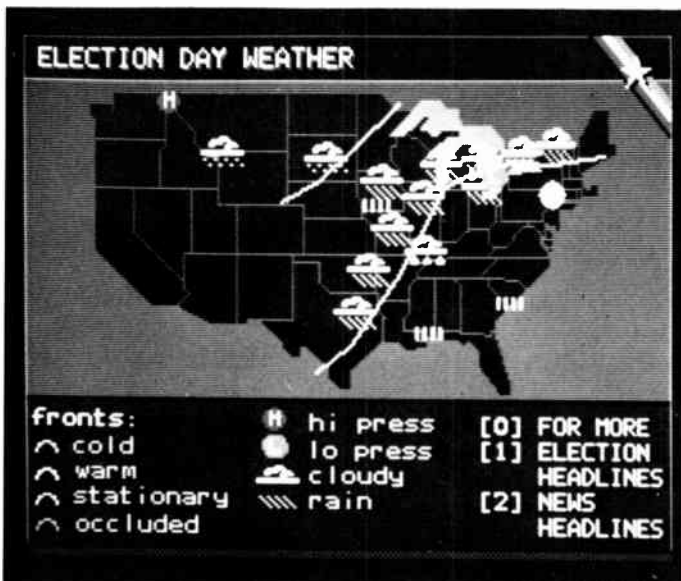 ELECTION DAY WEATHER
H
fronts:
cold
warm
stationary
occluded
H hi press
lo press
cloudy
rain
[0] FOR MORE
[1] ELECTION
HEADLINES
[2] NEWS
HEADLINES